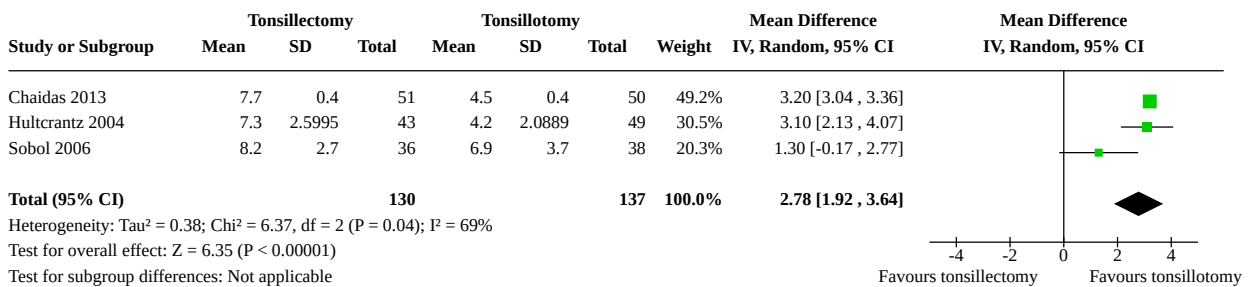 Tonsillectomy Tonsillotomy Mean Difference Mean Difference
Study or Subgroup Mean SD Total Mean SD Total Weight IV, Random, 95% CI IV, Random, 95% CI
Chaidas 2013 7.7 0.4 51 4.5 0.4 50 49.2% 3.20 [3.04 , 3.36]
Hultcrantz 2004 7.3 2.5995 43 4.2 2.0889 49 30.5% 3.10 [2.13 , 4.07]
Sobol 2006 8.2 2.7 36 6.9 3.7 38 20.3% 1.30 [-0.17 , 2.77]
Total (95% CI) 130 137 100.0% 2.78 [1.92 , 3.64]
Heterogeneity: Tau² = 0.38; Chi² = 6.37, df = 2 (P = 0.04); I² = 69%
Test for overall effect: Z = 6.35 (P < 0.00001)
-4 -2 0 2 4
Test for subgroup differences: Not applicable Favours tonsillectomy Favours tonsillotomy